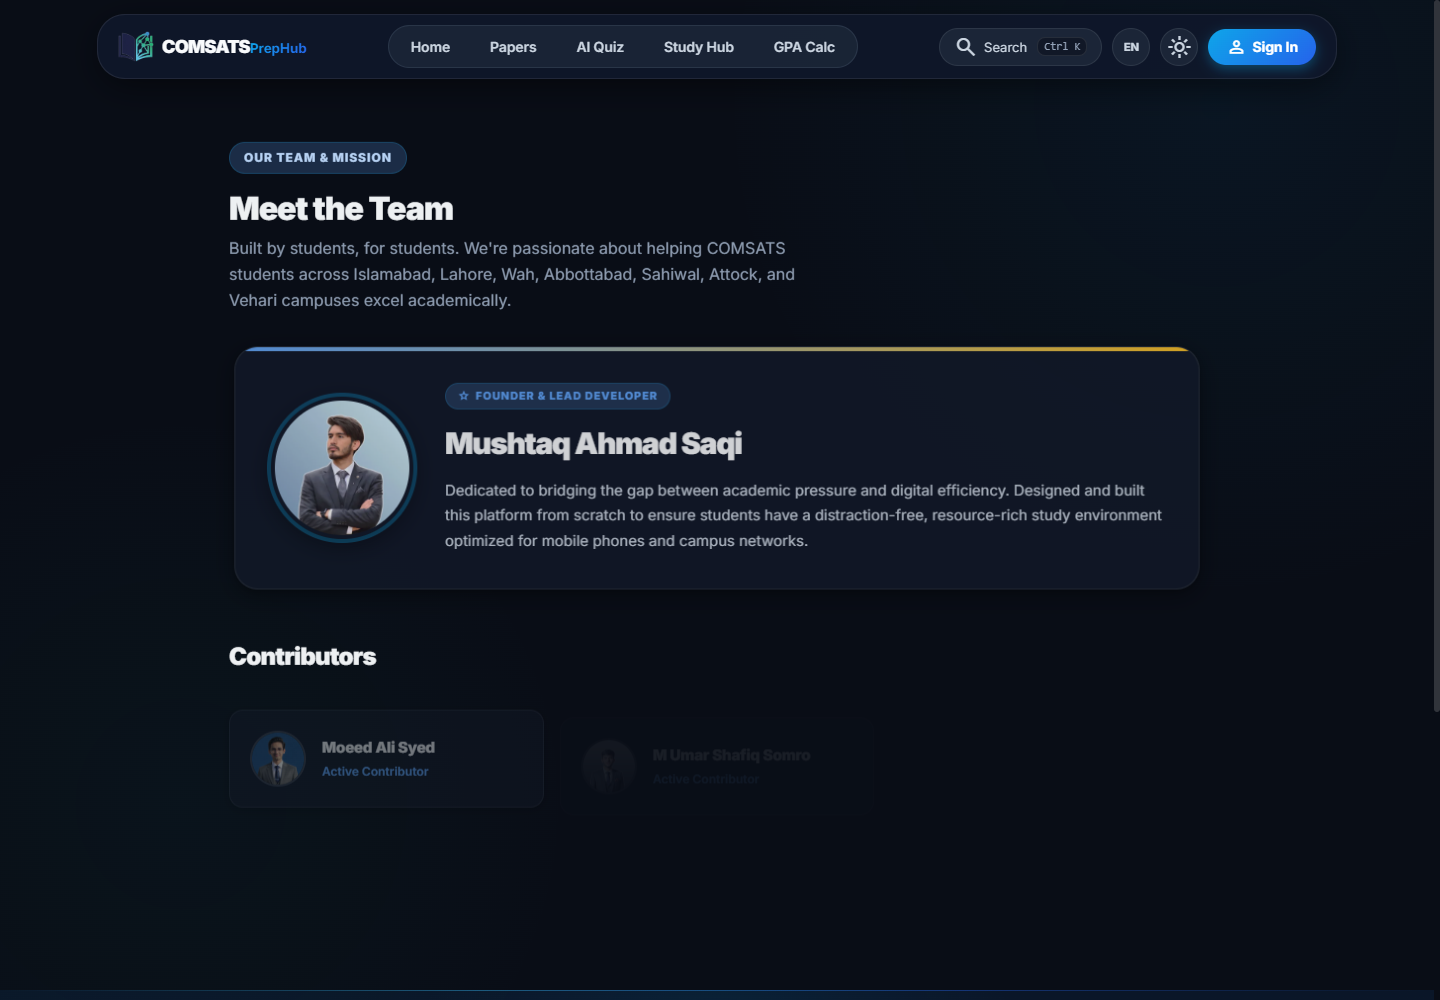 COMSATSPrepHub
Home
Papers
AI Quiz
Study Hub
GPA Calc
Search
Ctrl K
EN
Sign In
OUR TEAM & MISSION
Meet the Team
Built by students, for students. We're passionate about helping COMSATS
students across Islamabad, Lahore, Wah, Abbottabad, Sahiwal, Attock, and
Vehari campuses excel academically.
FOUNDER & LEAD DEVELOPER
Mushtaq Ahmad Saqi
Dedicated to bridging the gap between academic pressure and digital efficiency. Designed and built
this platform from scratch to ensure students have a distraction-free, resource-rich study environment
optimized for mobile phones and campus networks.
Contributors
Moeed Ali Syed
Active Contributor
M Umar Shafiq Somro
Active Contributor